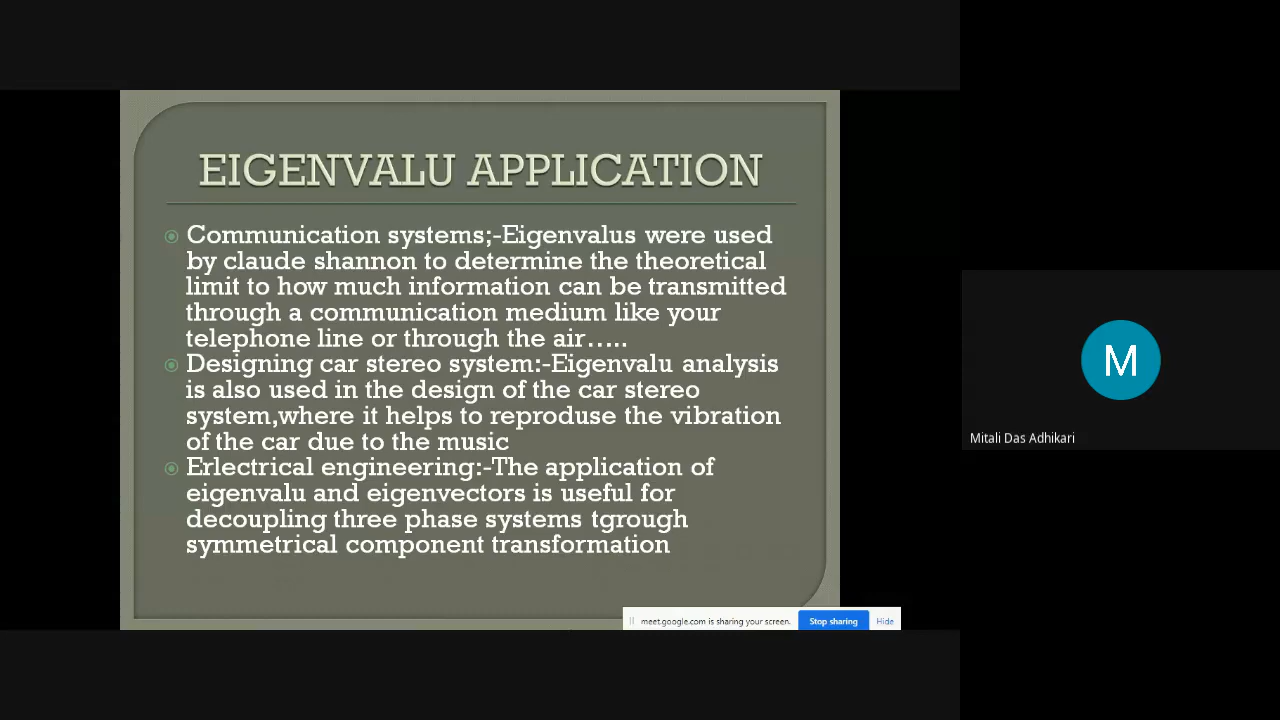 EIGENVALU APPLICATION
Communication systems;-Eigenvalus were used
by claude shannon to determine the theoretical
limit to how much information can be transmitted
through a communication medium like your
telephone line or through the air.....
Designing car stereo system:-Eigenvalu analysis
is also used in the design of the car stereo
system,where it helps to reproduse the vibration
of the car due to the music
Erlectrical engineering:-The application of
eigenvalu and eigenvectors is useful for
decoupling three phase systems tgrough
symmetrical component transformation
meet.google.com is sharing your screen.
Stop sharing
Hide
M
Mitali Das Adhikari